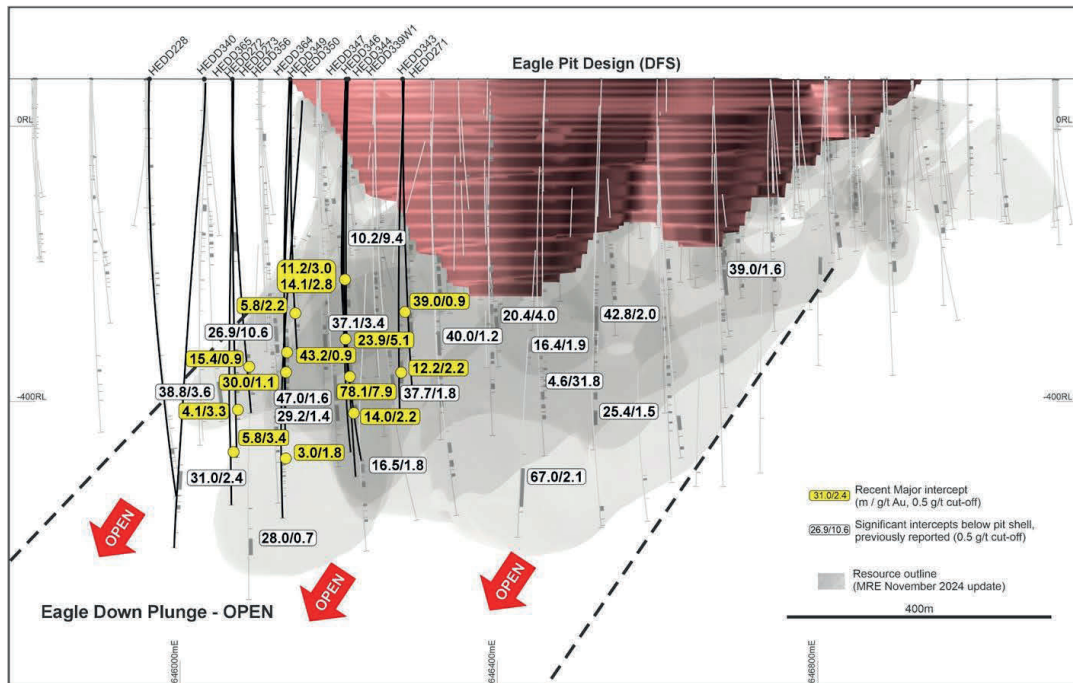 HEDD228
HEDD340
HEDD365
HEDD272
HEDD273
HEDD356
HEDD364
HEDD349
HEDD350
HEDD347
HEDD346
HEDD344
HEDD339W1
HEDD343
HEDD271
Eagle Pit Design (DFS)
0RL
0RL
10.2/9.4
11.2/3.0
14.1/2.8
39.0/1.6
5.8/2.2
39.0/0.9
20.4/4.0
42.8/2.0
26.9/10.6
37.1/3.4
23.9/5.1
40.0/1.2
16.4/1.9
15.4/0.9
43.2/0.9
30.0/1.1
12.2/2.2
4.6/31.8
38.8/3.6
47.0/1.6
78.1/7.9
37.7/1.8
-400RL
-400RL
4.1/3.3
29.2/1.4
14.0/2.2
25.4/1.5
5.8/3.4
3.0/1.8
16.5/1.8
31.0/2.4
67.0/2.1
28.0/0.7
31.0/2.4
Recent Major intercept
(m / g/t Au, 0.5 g/t cut-off)
26.9/10.6
Significant intercepts below pit shell,
previously reported (0.5 g/t cut-off)
Resource outline
(MRE November 2024 update)
400m
OPEN
OPEN
OPEN
Eagle Down Plunge - OPEN
646000mE
646400mE
646800mE